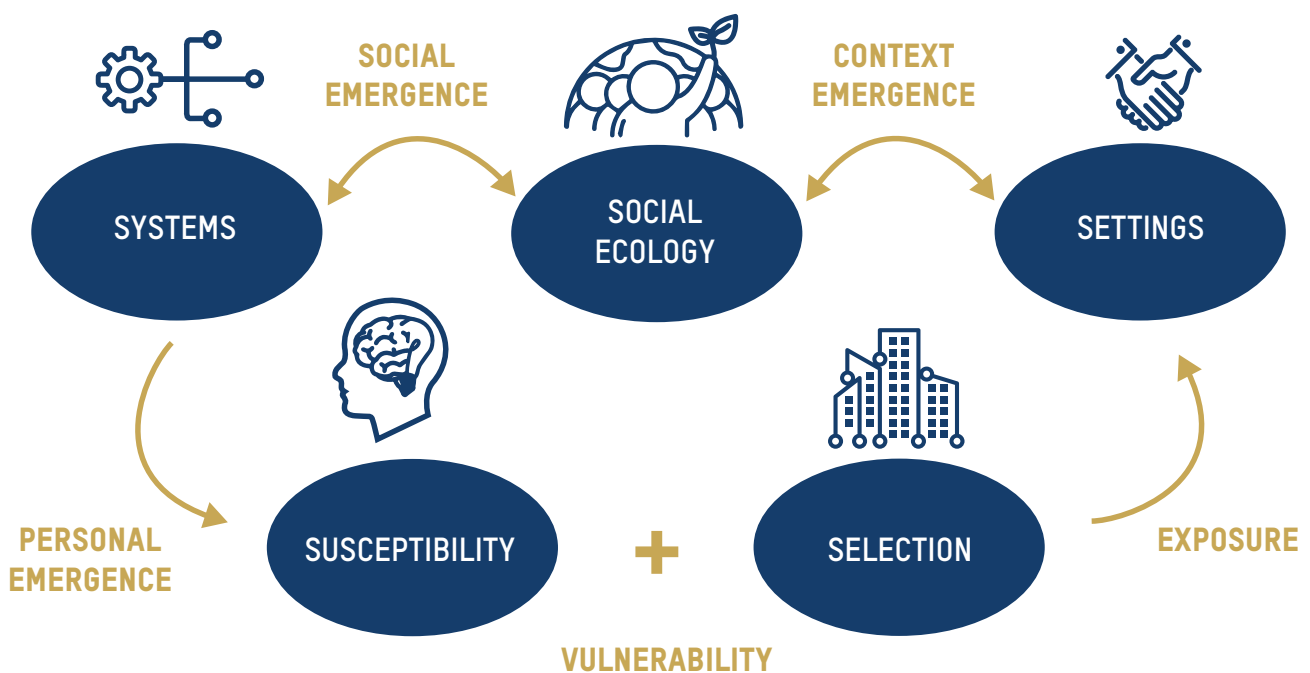 SOCIAL
EMERGENCE
CONTEXT
EMERGENCE
SYSTEMS
SOCIAL
ECOLOGY
SETTINGS
PERSONAL
EMERGENCE
SUSCEPTIBILITY
+
SELECTION
EXPOSURE
VULNERABILITY